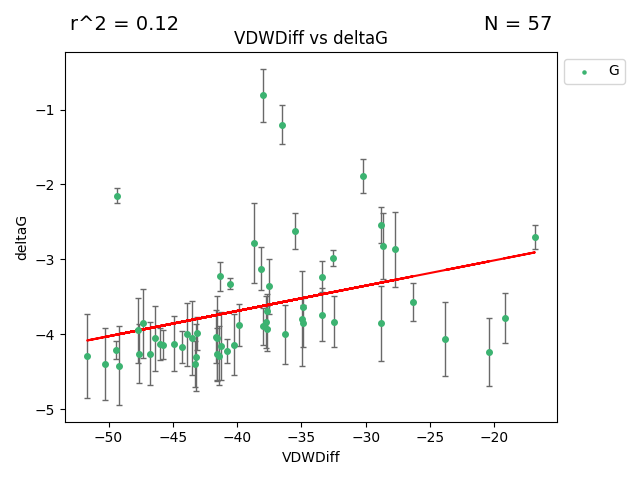 r^2 = 0.12
N = 57
VDWDiff vs deltaG
G
deltaG
−1
−2
−3
−4
−5
−50
−45
−40
−35
−30
−25
−20
VDWDiff